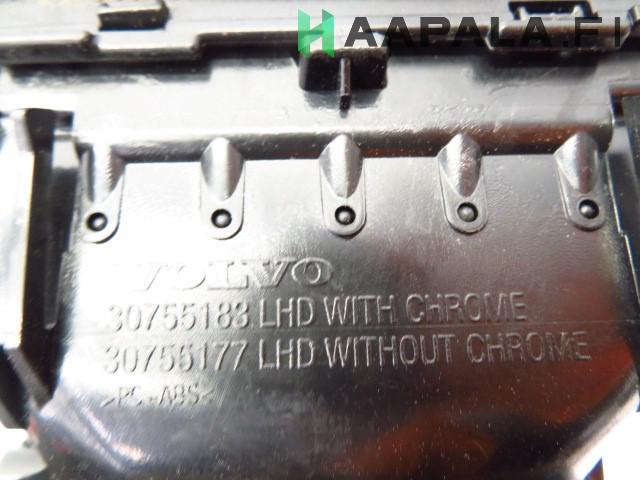 HAAPALA.FI
VOLVO
30755183 LHD WITH CHROME
30755177 LHD WITHOUT CHROME
>PC-ABS<